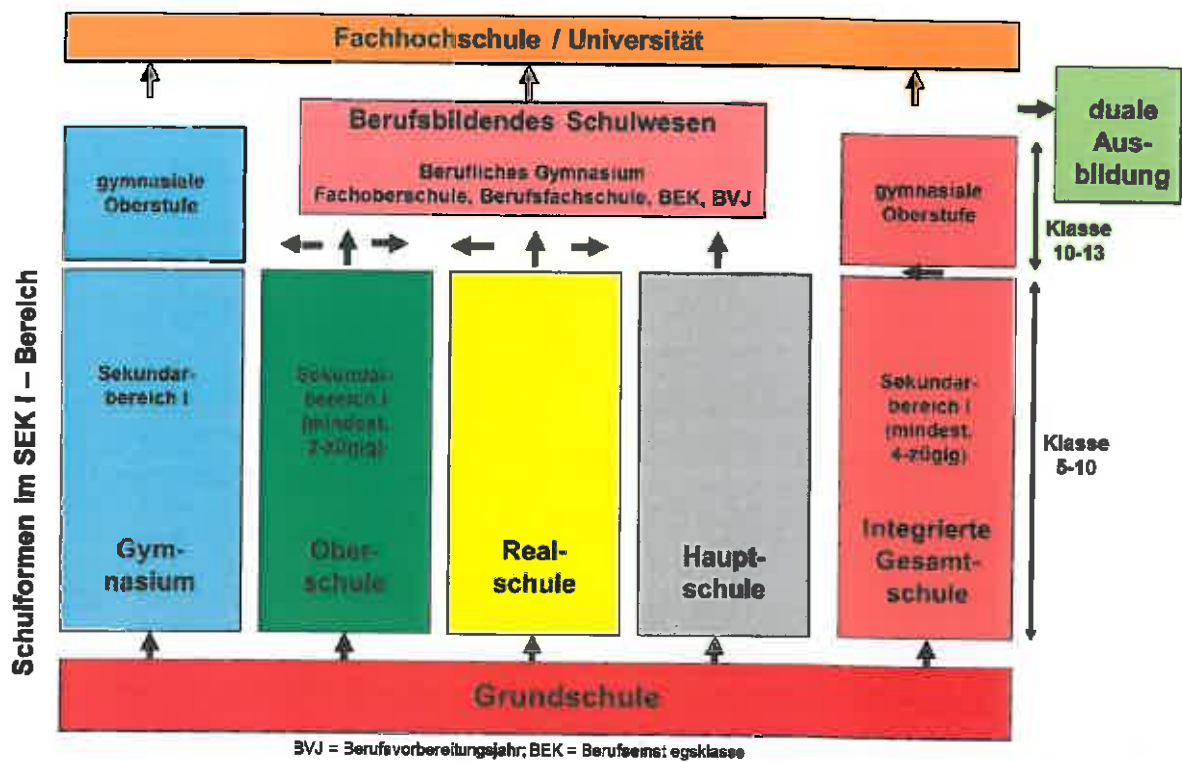 Fachhochschule / Universität
Berufsbildendes Schulwesen
Berufliches Gymnasium
Fachoberschule, Berufsfachschule, BEK, BVJ
duale
Aus-
bildung
gymnasiale
Oberstufe
gymnasiale
Oberstufe
Klasse
10-13
Schulformen im SEK I – Bereich
Sekundar-
bereich I
Gym-
nasium
Sekundar-
bereich I
(mindest.
2-zügig)
Ober-
schule
Real-
schule
Haupt-
schule
Sekundar-
bereich I
(mindest.
4-zügig)
Integrierte
Gesamt-
schule
Klasse
5-10
Grundschule
BVJ = Berufsvorbereitungsjahr; BEK = Berufseinstiegsklasse